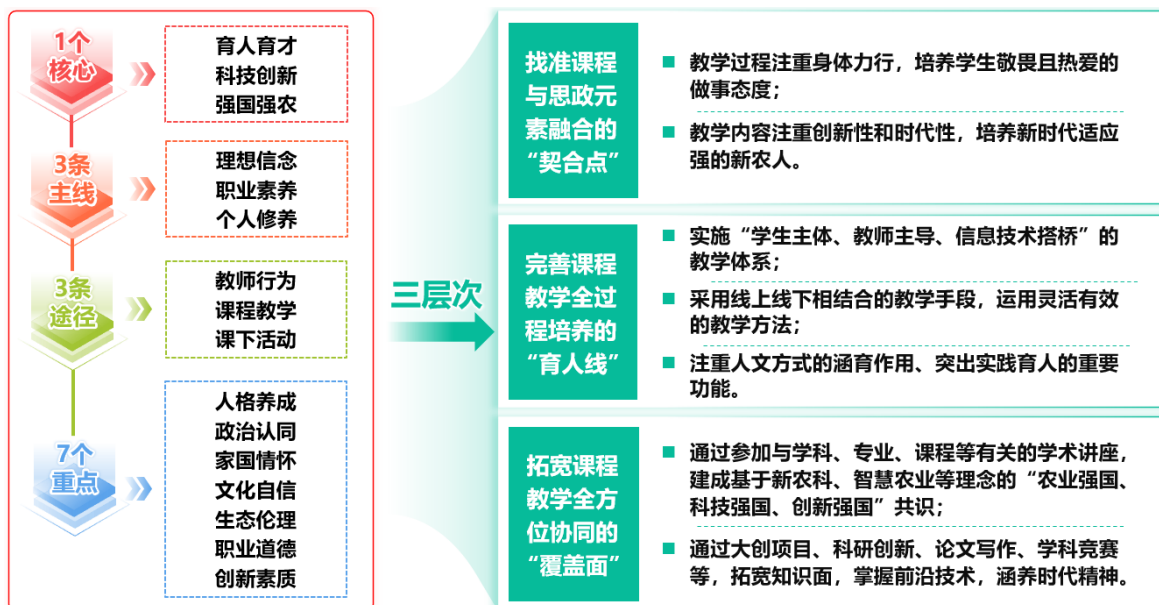 1个
核心
育人育才
科技创新
强国强农
3条
主线
理想信念
职业素养
个人修养
3条
途径
教师行为
课程教学
课下活动
7个
重点
人格养成
政治认同
家国情怀
文化自信
生态伦理
职业道德
创新素质
三层次
找准课程
与思政元
素融合的
“契合点”
■ 教学过程注重身体力行，培养学生敬畏且热爱的
做事态度；
■ 教学内容注重创新性和时代性，培养新时代适应
强的新农人。
完善课程
教学全过
程培养的
“育人线”
■ 实施“学生主体、教师主导、信息技术搭桥”的
教学体系；
■ 采用线上线下相结合的教学手段，运用灵活有效
的教学方法；
■ 注重人文方式的涵育作用、突出实践育人的重要
功能。
拓宽课程
教学全方
位协同的
“覆盖面”
■ 通过参加与学科、专业、课程等有关的学术讲座，
建成基于新农科、智慧农业等理念的“农业强国、
科技强国、创新强国”共识；
■ 通过大创项目、科研创新、论文写作、学科竞赛
等，拓宽知识面，掌握前沿技术，涵养时代精神。